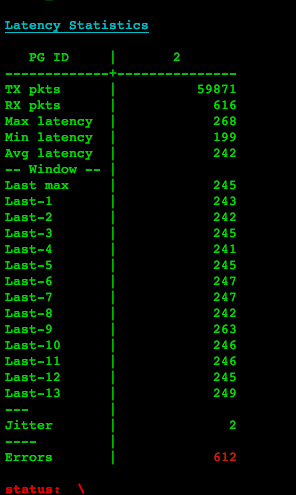 Latency Statistics
PG ID | 2
-------------+---------------
TX pkts | 59871
RX pkts | 616
Max latency | 268
Min latency | 199
Avg latency | 242
-- Window -- |
Last max | 245
Last-1 | 243
Last-2 | 242
Last-3 | 245
Last-4 | 241
Last-5 | 245
Last-6 | 247
Last-7 | 247
Last-8 | 242
Last-9 | 263
Last-10 | 246
Last-11 | 246
Last-12 | 245
Last-13 | 249
--- |
Jitter | 2
---- |
Errors | 612
status: \